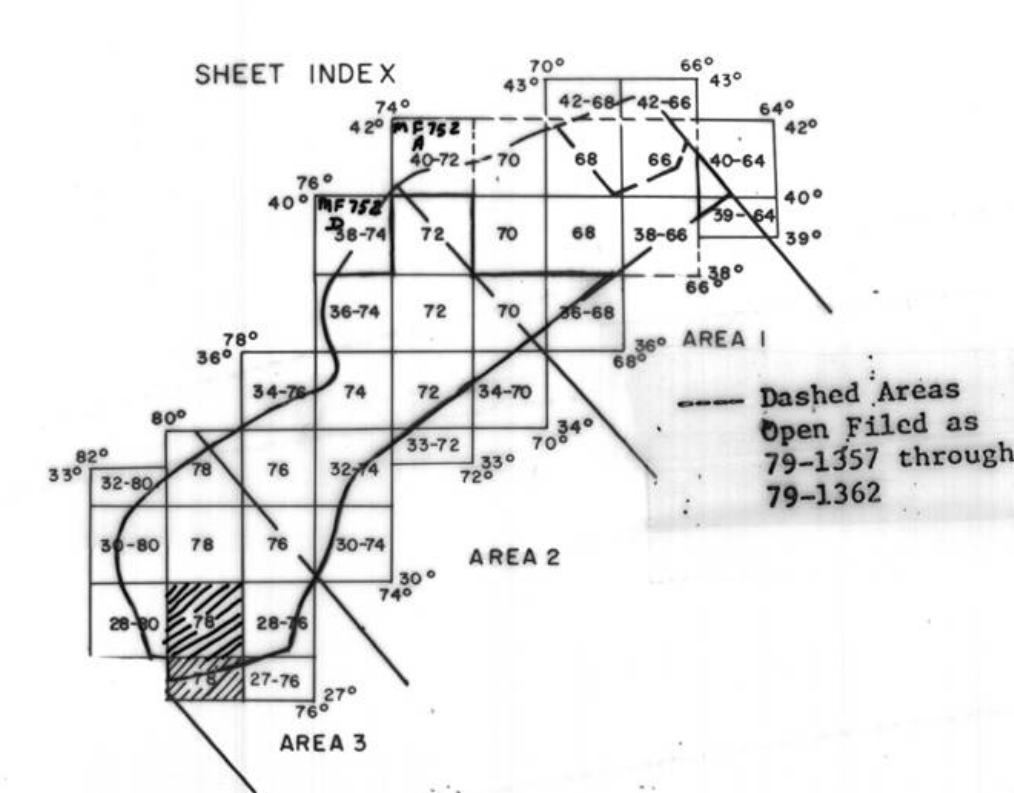 SHEET INDEX
70° 66°
43° 43°
42-68 42-66
74° 64°
42° MF 752 42°
A
40-72 70 68 66 40-64
76°
40° MF 752 40°
D
38-74 72 70 68 38-66 39-64
39°
38°
66°
36-74 72 70 36-68
AREA 1
78° 36°
36° 68°
34-76 74 72 34-70
---- Dashed Areas
Open Filed as
79-1357 through
79-1362
80° 34°
70°
82° 33-72
33° 78 76 32-74 33°
32-80 72°
30-80 78 76 30-74
AREA 2
30°
74°
28-80 78 28-76
78 27-76 27°
76°
AREA 3